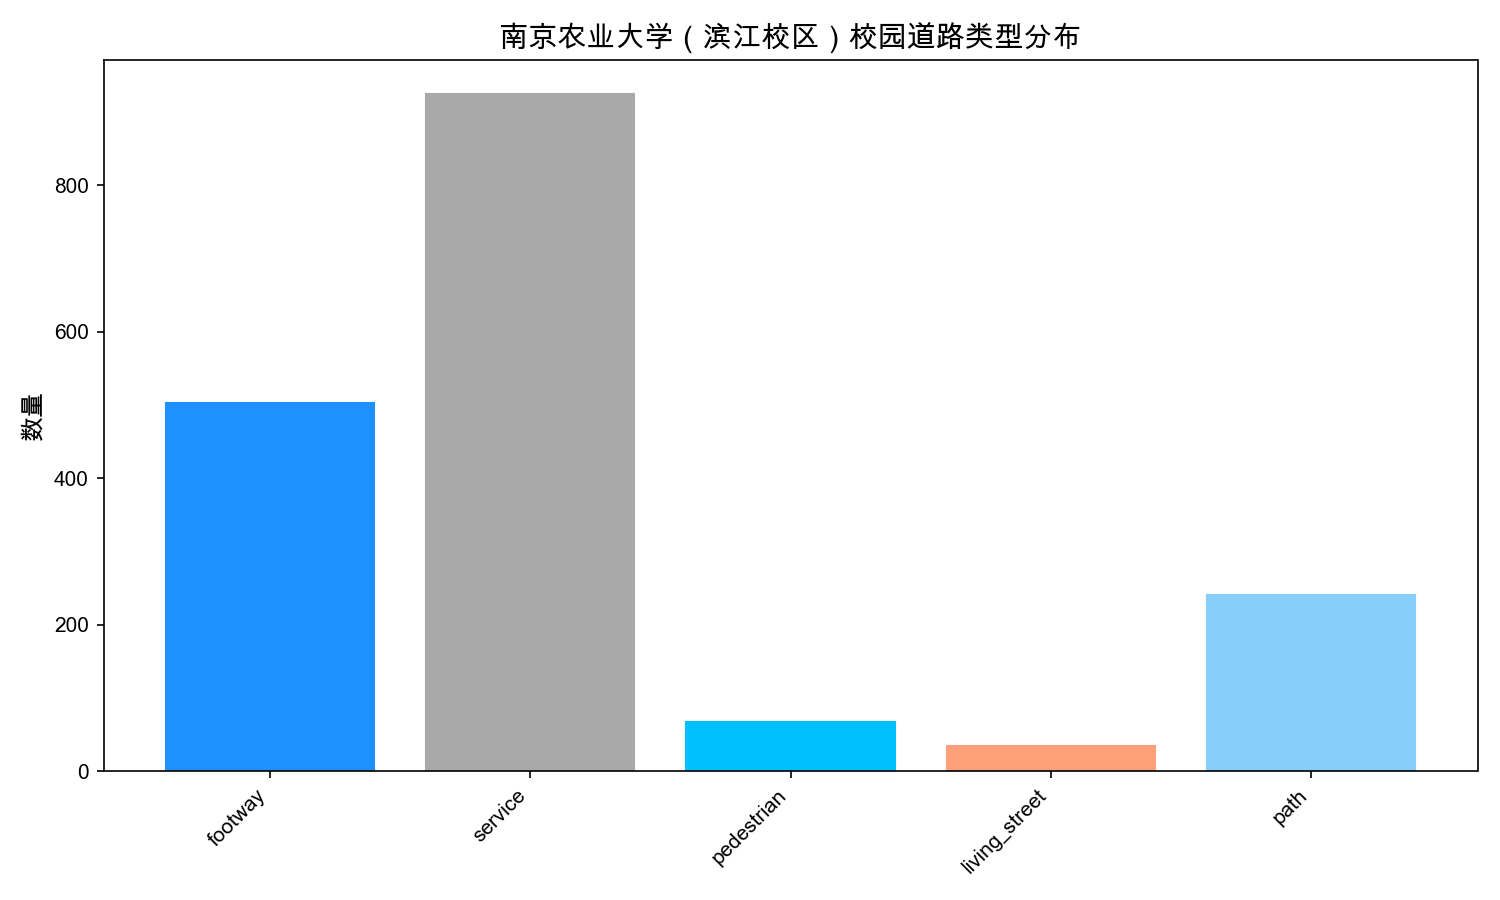 南京农业大学（滨江校区）校园道路类型分布
数量
800
600
400
200
0
footway
service
pedestrian
living_street
path